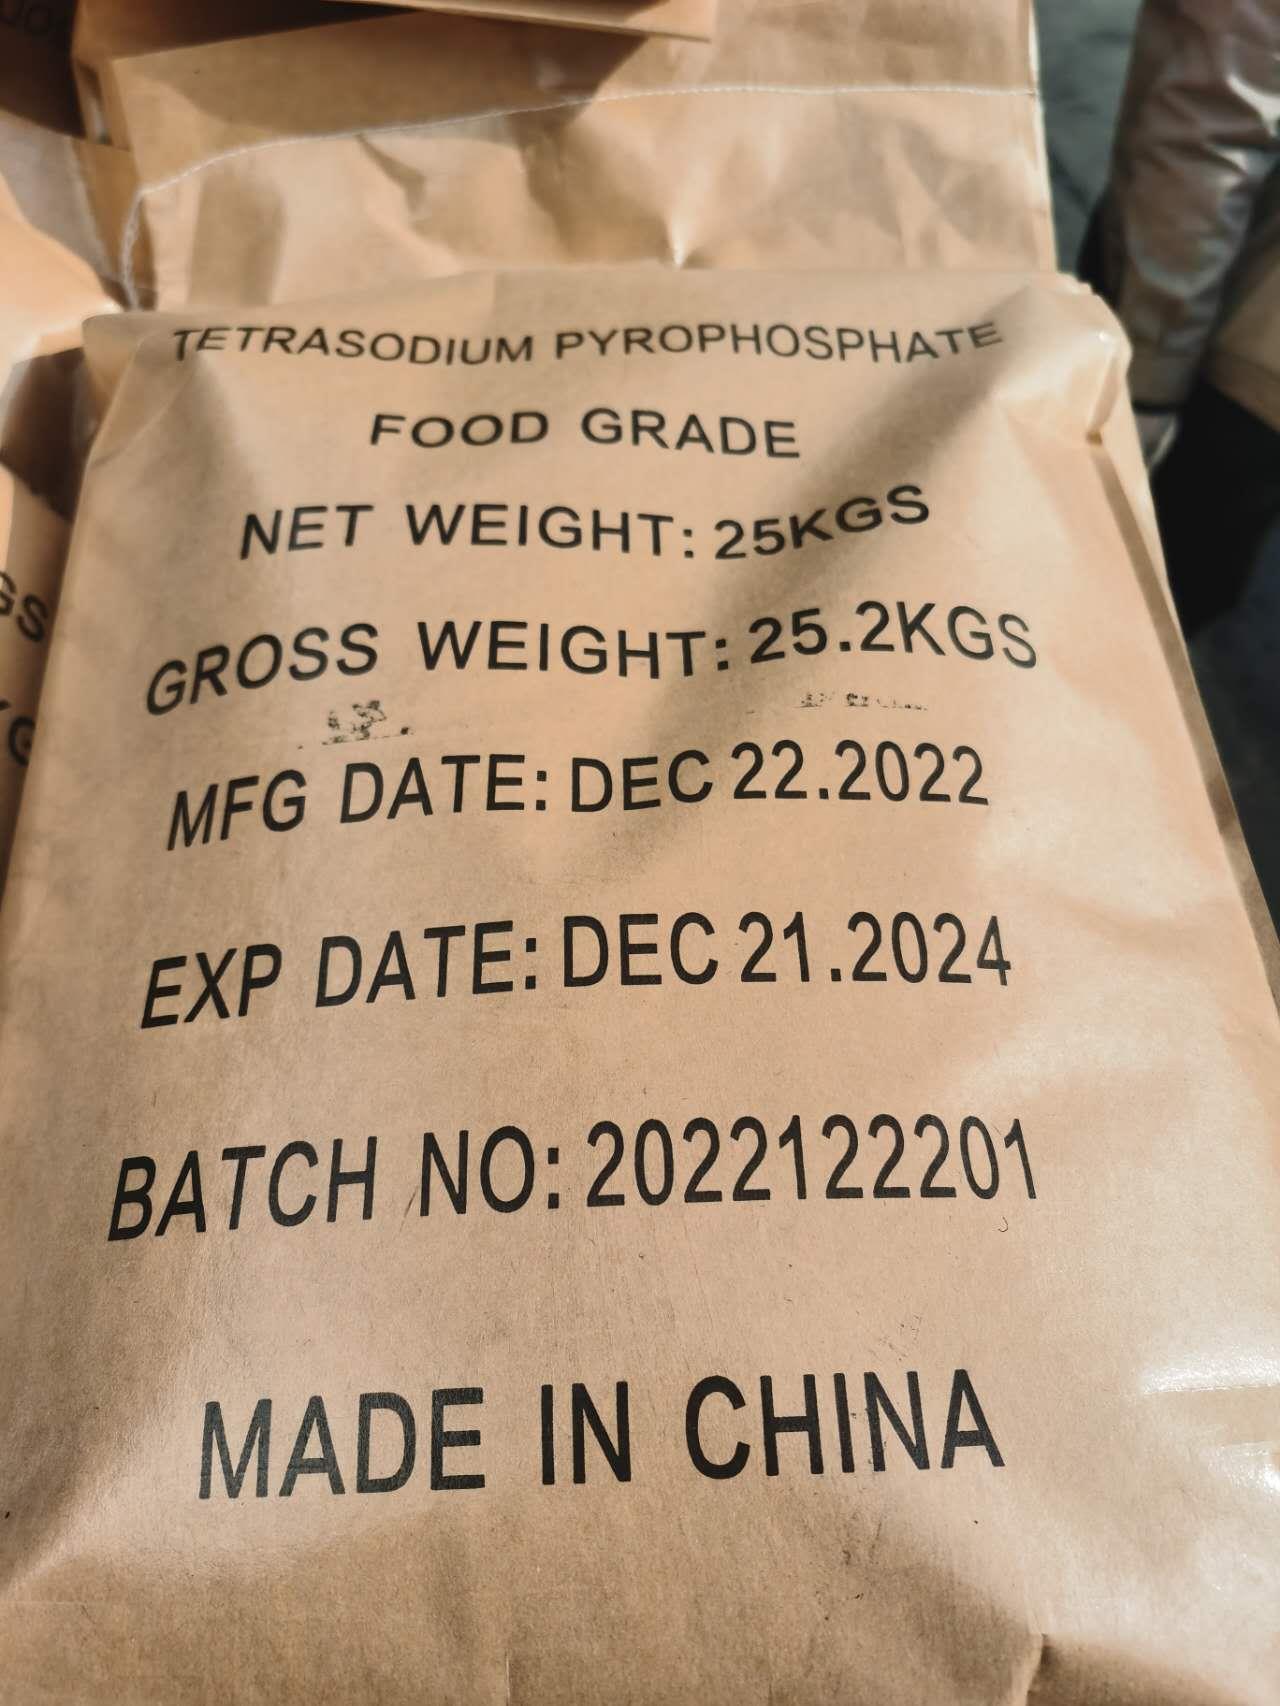 TETRASODIUM PYROPHOSPHATE
FOOD GRADE
NET WEIGHT: 25KGS
GROSS WEIGHT: 25.2KGS
MFG DATE: DEC 22.2022
EXP DATE: DEC 21.2024
BATCH NO: 2022122201
MADE IN CHINA
GS